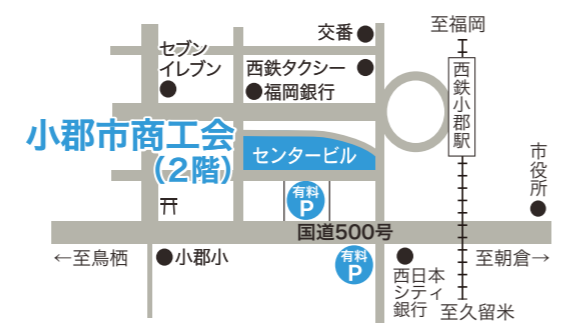 交番
至福岡
セブン
イレブン
西鉄タクシー
福岡銀行
西鉄小郡駅
小郡市商工会
（2階）
センタービル
市役所
有料
P
国道500号
←至鳥栖
小郡小
有料
P
西日本
シティ
銀行
至朝倉→
至久留米